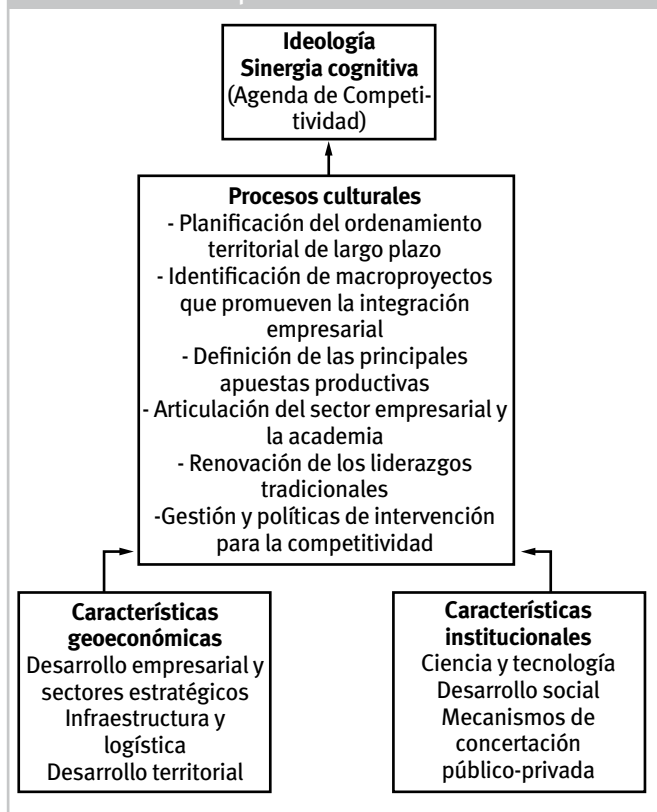 Ideología
Sinergia cognitiva
(Agenda de Competi-
tividad)
Procesos culturales
- Planificación del ordenamiento
territorial de largo plazo
- Identificación de macroproyectos
que promueven la integración
empresarial
- Definición de las principales
apuestas productivas
- Articulación del sector empresarial y
la academia
- Renovación de los liderazgos
tradicionales
-Gestión y políticas de intervención
para la competitividad
Características
geoeconómicas
Desarrollo empresarial y
sectores estratégicos
Infraestructura y
logística
Desarrollo territorial
Características
institucionales
Ciencia y tecnología
Desarrollo social
Mecanismos de
concertación
público-privada